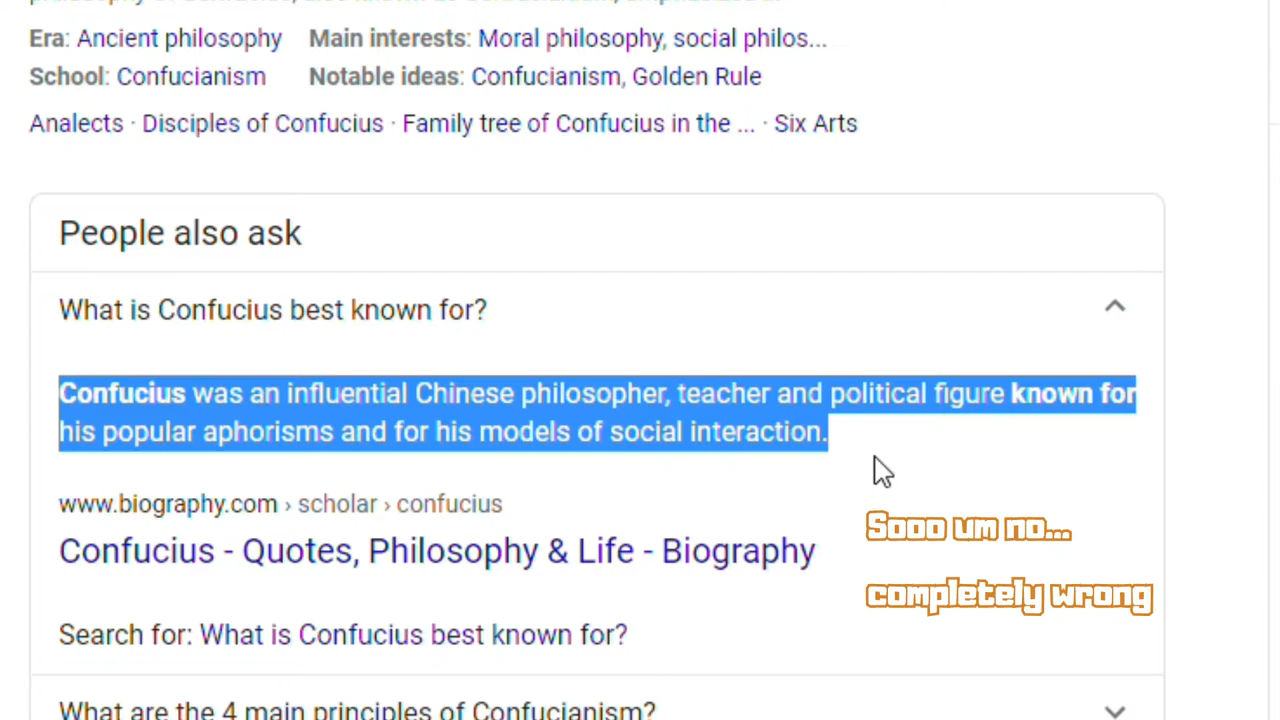 Era: Ancient philosophy Main interests: Moral philosophy, social philos...
School: Confucianism Notable ideas: Confucianism, Golden Rule
Analects · Disciples of Confucius · Family tree of Confucius in the ... · Six Arts
People also ask
What is Confucius best known for?
Confucius was an influential Chinese philosopher, teacher and political figure known for
his popular aphorisms and for his models of social interaction.
www.biography.com › scholar › confucius
Confucius - Quotes, Philosophy & Life - Biography
Sooo um no...
completely wrong
Search for: What is Confucius best known for?
What are the 4 main principles of Confucianism?